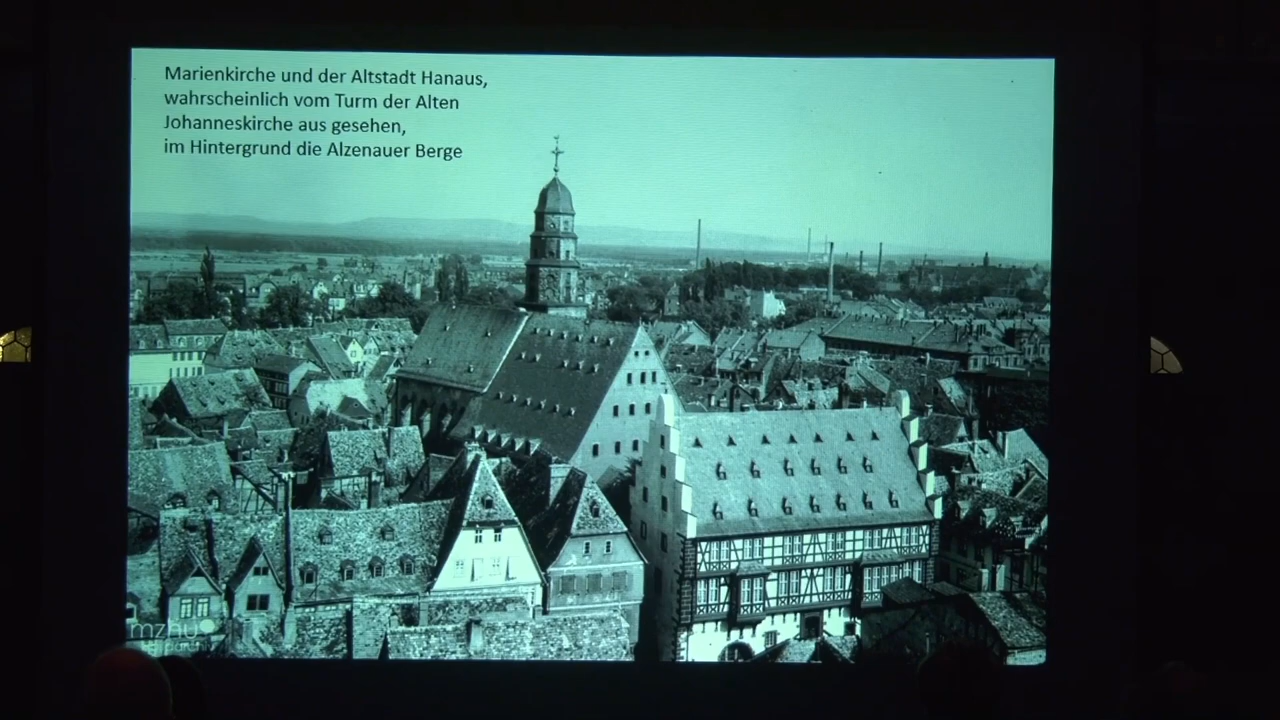 Marienkirche und der Altstadt Hanaus,
wahrscheinlich vom Turm der Alten
Johanneskirche aus gesehen,
im Hintergrund die Alzenauer Berge